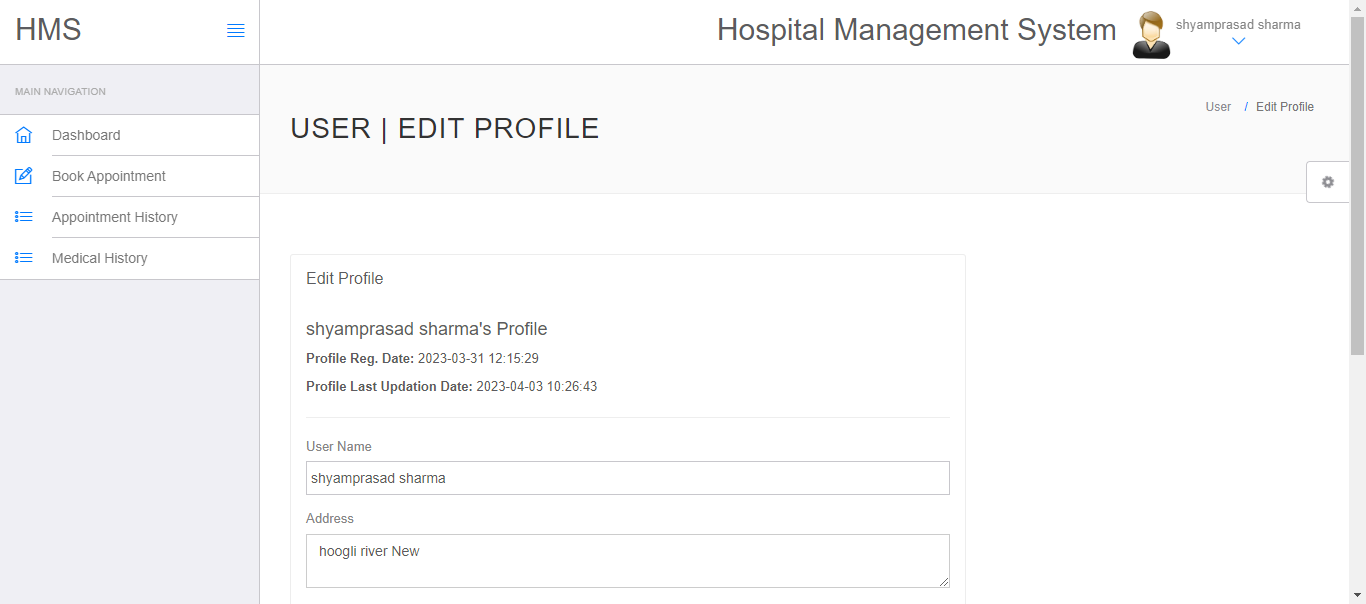 HMS
Hospital Management System
shyamprasad sharma
MAIN NAVIGATION
Dashboard
Book Appointment
Appointment History
Medical History
USER | EDIT PROFILE
User / Edit Profile
Edit Profile
shyamprasad sharma's Profile
Profile Reg. Date: 2023-03-31 12:15:29
Profile Last Updation Date: 2023-04-03 10:26:43
User Name
shyamprasad sharma
Address
hoogli river New